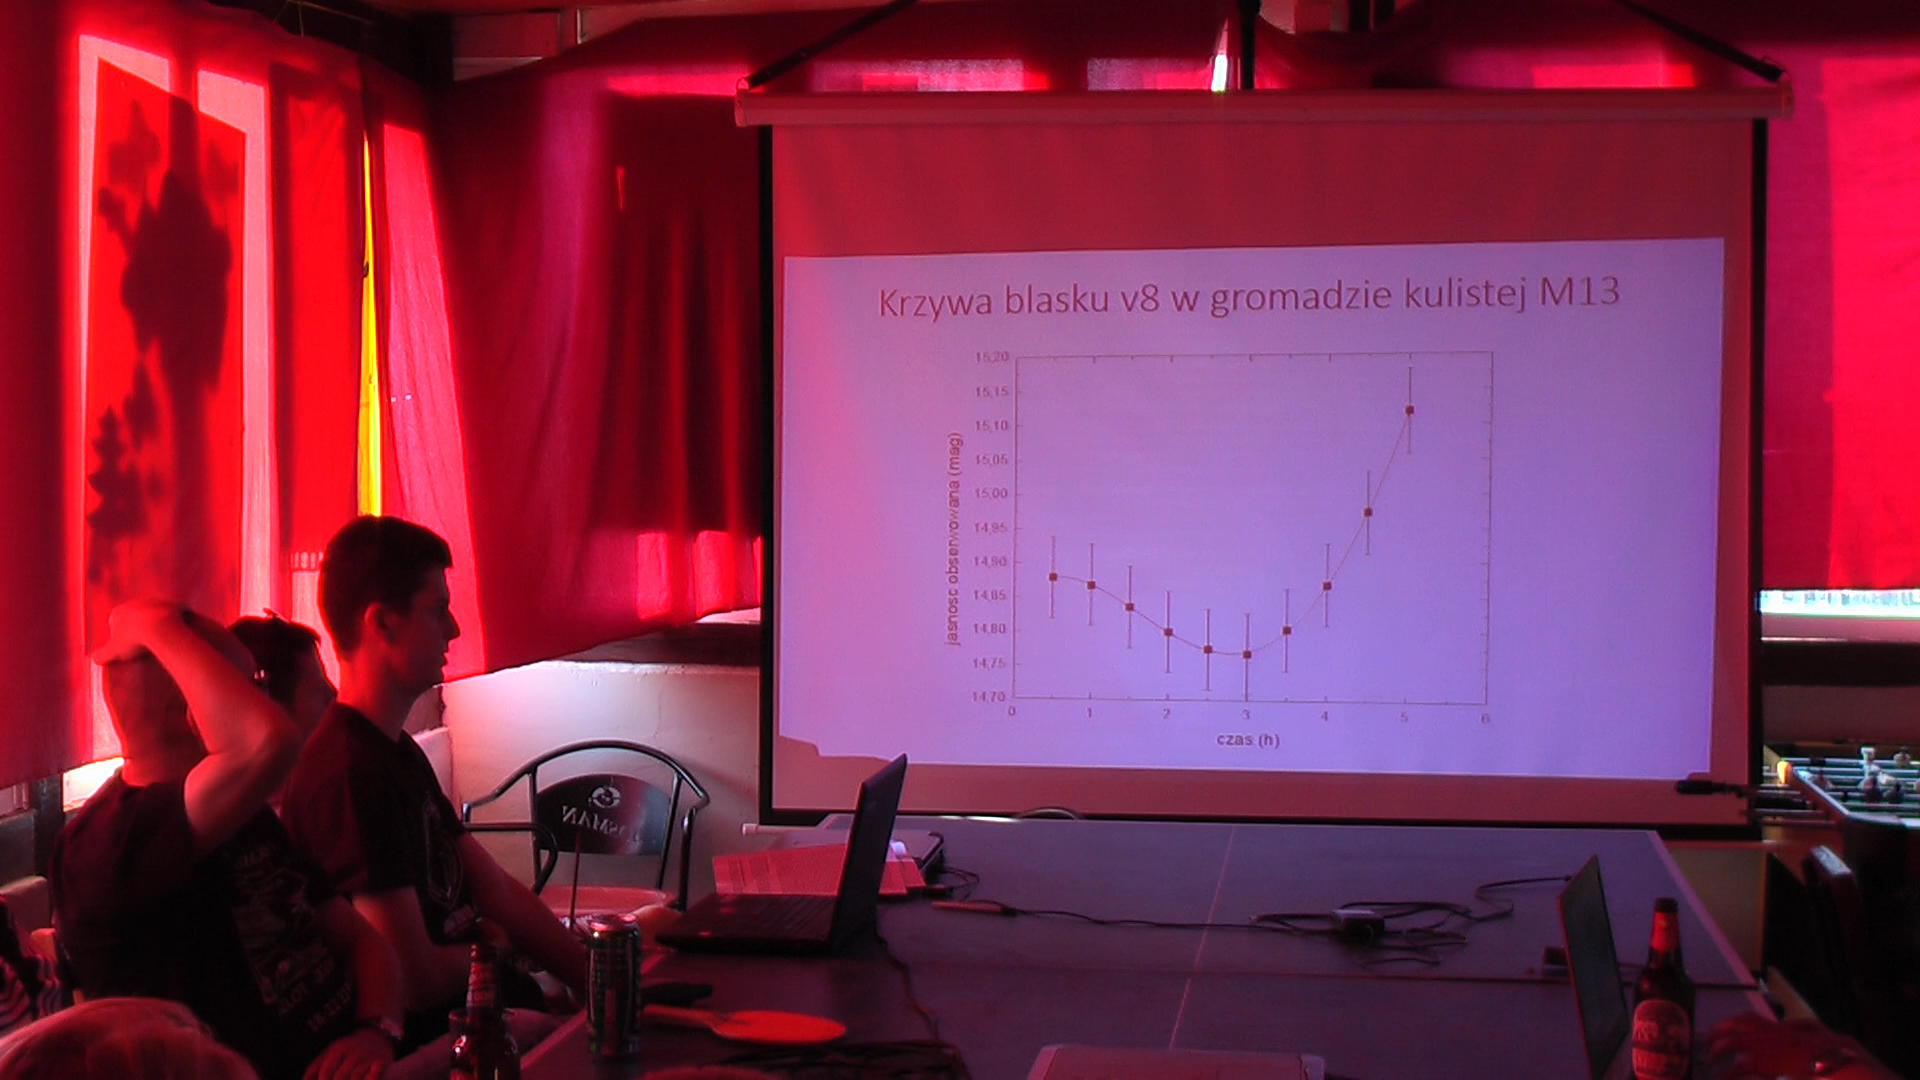 Krzywa blasku v8 w gromadzie kulistej M13
15,20
15,15
15,10
15,05
15,00
14,95
14,90
14,85
14,80
14,75
14,70
jasność obserwowana (mag)
0 1 2 3 4 5 6
czas (h)